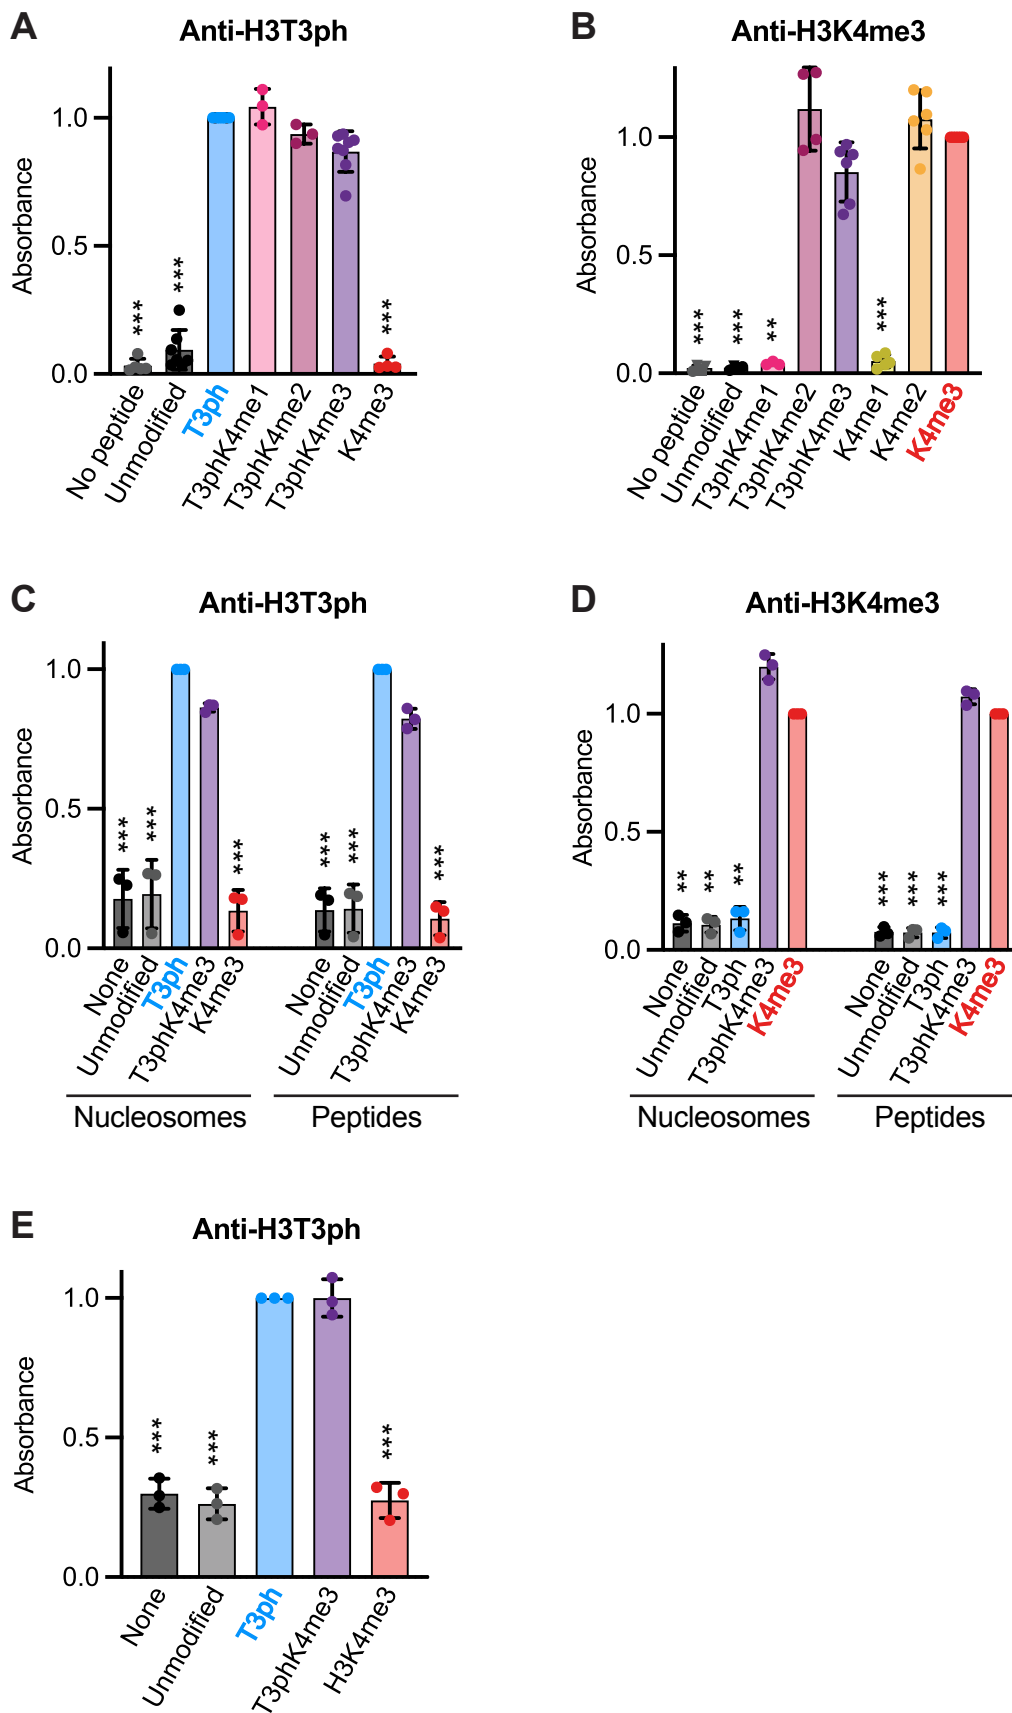 A
Anti-H3T3ph
Absorbance
1.0
0.5
0.0
***
***
***
No peptide
Unmodified
T3ph
T3phK4me1
T3phK4me2
T3phK4me3
K4me3
B
Anti-H3K4me3
Absorbance
1.0
0.5
0.0
***
***
**
***
No peptide
Unmodified
T3phK4me1
T3phK4me2
T3phK4me3
K4me1
K4me2
K4me3
C
Anti-H3T3ph
Absorbance
1.0
0.5
0.0
***
***
***
***
***
***
None
Unmodified
T3ph
T3phK4me3
K4me3
None
Unmodified
T3ph
T3phK4me3
K4me3
Nucleosomes
Peptides
D
Anti-H3K4me3
Absorbance
1.0
0.5
0.0
**
**
**
***
***
***
None
Unmodified
T3ph
T3phK4me3
K4me3
None
Unmodified
T3ph
T3phK4me3
K4me3
Nucleosomes
Peptides
E
Anti-H3T3ph
Absorbance
1.0
0.5
0.0
***
***
***
None
Unmodified
T3ph
T3phK4me3
H3K4me3